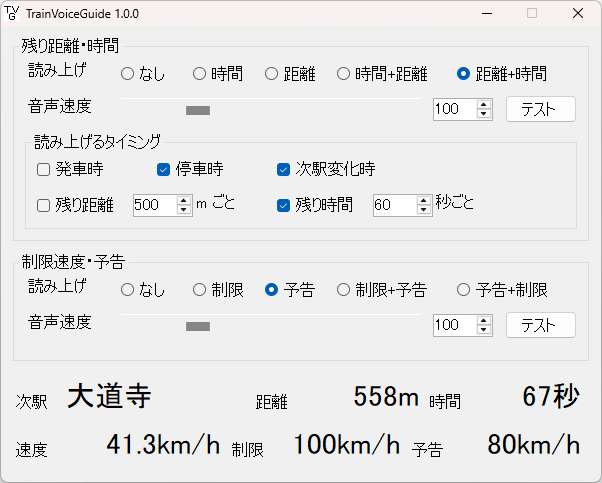 TVG TrainVoiceGuide 1.0.0
残り距離・時間
読み上げ なし 時間 距離 時間+距離 距離+時間
音声速度 100 テスト
読み上げるタイミング
発車時 停車時 次駅変化時
残り距離 500 m ごと 残り時間 60 秒ごと
制限速度・予告
読み上げ なし 制限 予告 制限+予告 予告+制限
音声速度 100 テスト
次駅 大道寺 距離 558m 時間 67秒
速度 41.3km/h 制限 100km/h 予告 80km/h